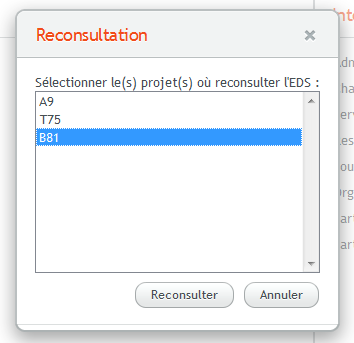 Reconsultation
Sélectionner le(s) projet(s) où reconsulter l'EDS :
A9
T75
B81
Reconsulter
Annuler